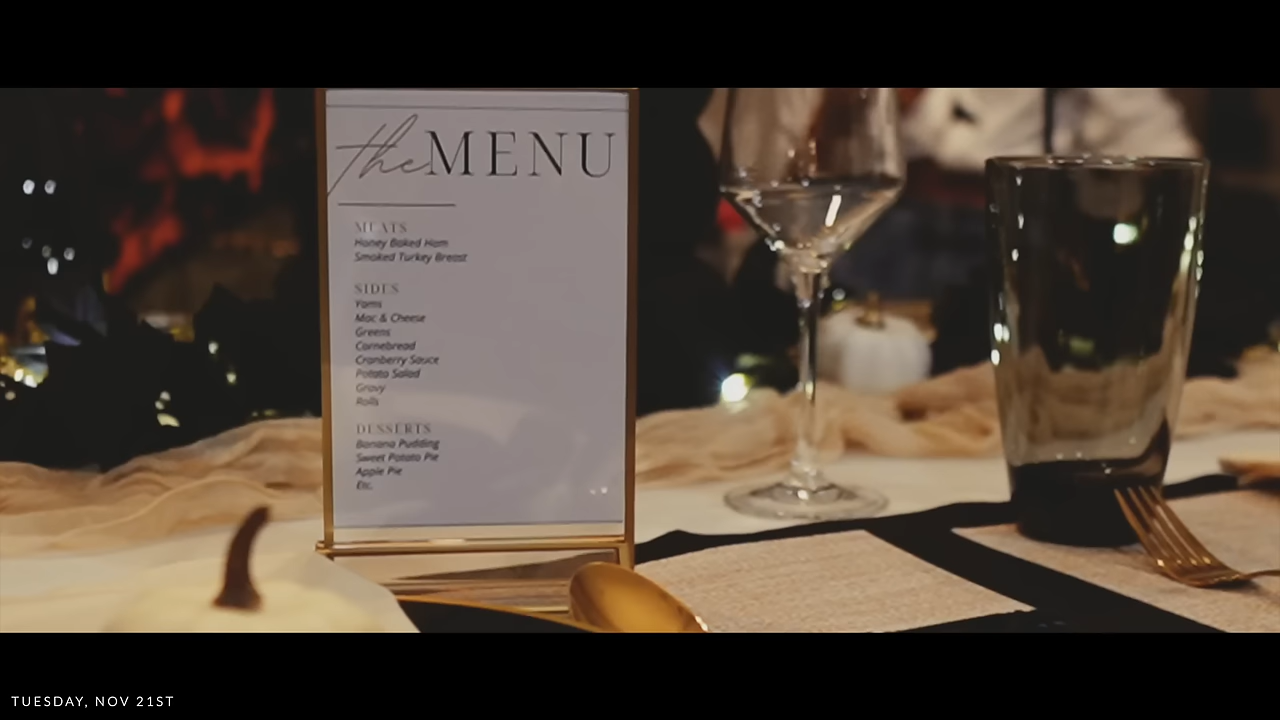 the MENU
MEATS
Honey Baked Ham
Smoked Turkey Breast
SIDES
Yams
Mac & Cheese
Greens
Cornebread
Cranberry Sauce
Potato Salad
Gravy
Rolls
DESSERTS
Banana Pudding
Sweet Potato Pie
Apple Pie
Etc.
TUESDAY, NOV 21ST